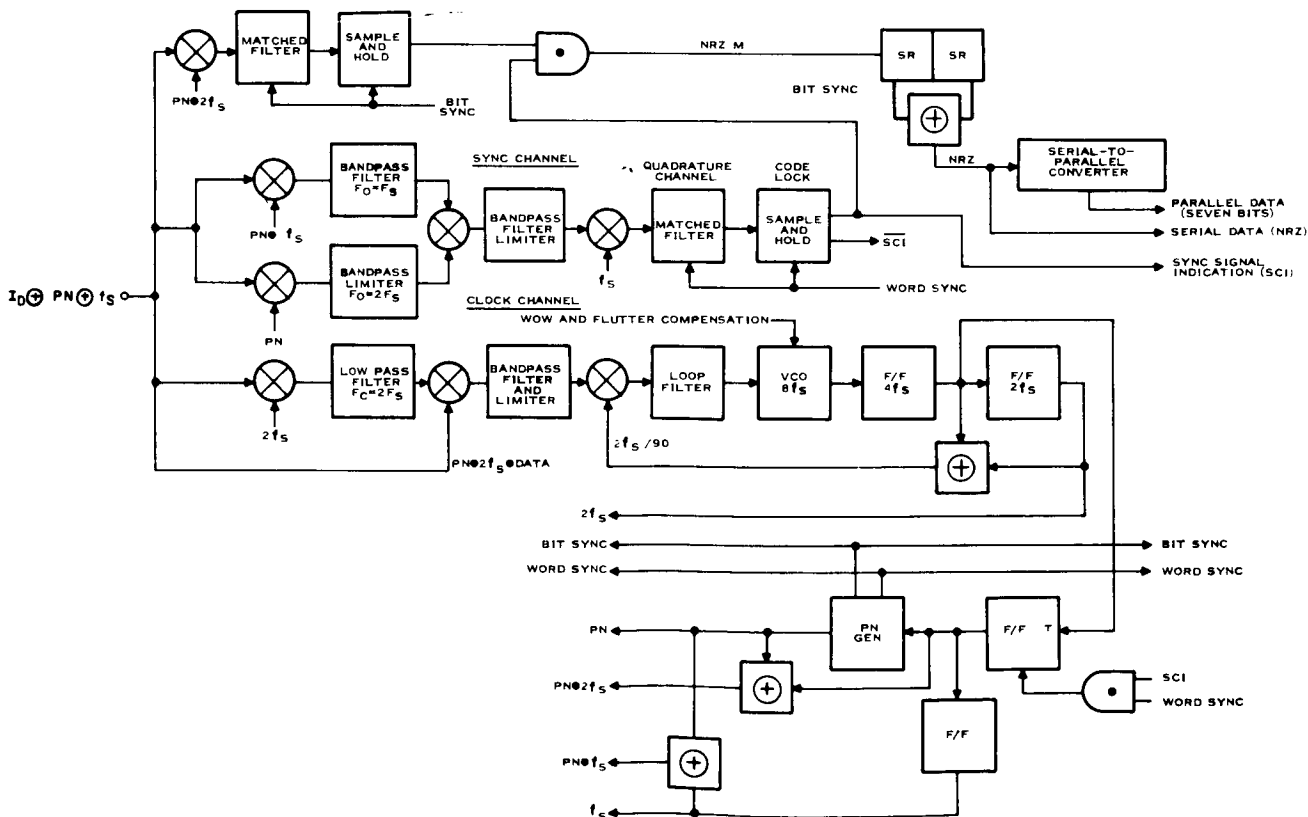 MATCHED FILTER
SAMPLE AND HOLD
PN⊕2fS
BIT SYNC
NRZ M
SR
SR
BIT SYNC
NRZ
SERIAL-TO-PARALLEL CONVERTER
PARALLEL DATA (SEVEN BITS)
SERIAL DATA (NRZ)
SYNC SIGNAL INDICATION (SCI)
SYNC CHANNEL
BANDPASS FILTER FO=FS
PN⊕ fS
BANDPASS LIMITER FO=2FS
PN
BANDPASS FILTER LIMITER
fS
QUADRATURE CHANNEL
MATCHED FILTER
CODE LOCK
SAMPLE AND HOLD
SCI
WORD SYNC
ID⊕ PN⊕ fS
CLOCK CHANNEL
WOW AND FLUTTER COMPENSATION
LOW PASS FILTER FC=2FS
2fS
BANDPASS FILTER AND LIMITER
PN⊕2fS⊕DATA
LOOP FILTER
VCO 8fS
F/F 4fS
F/F 2fS
2fS/90
2fS
BIT SYNC
BIT SYNC
WORD SYNC
WORD SYNC
PN
PN GEN
F/F T
PN⊕2fS
SCI
WORD SYNC
F/F
PN⊕fS
fS